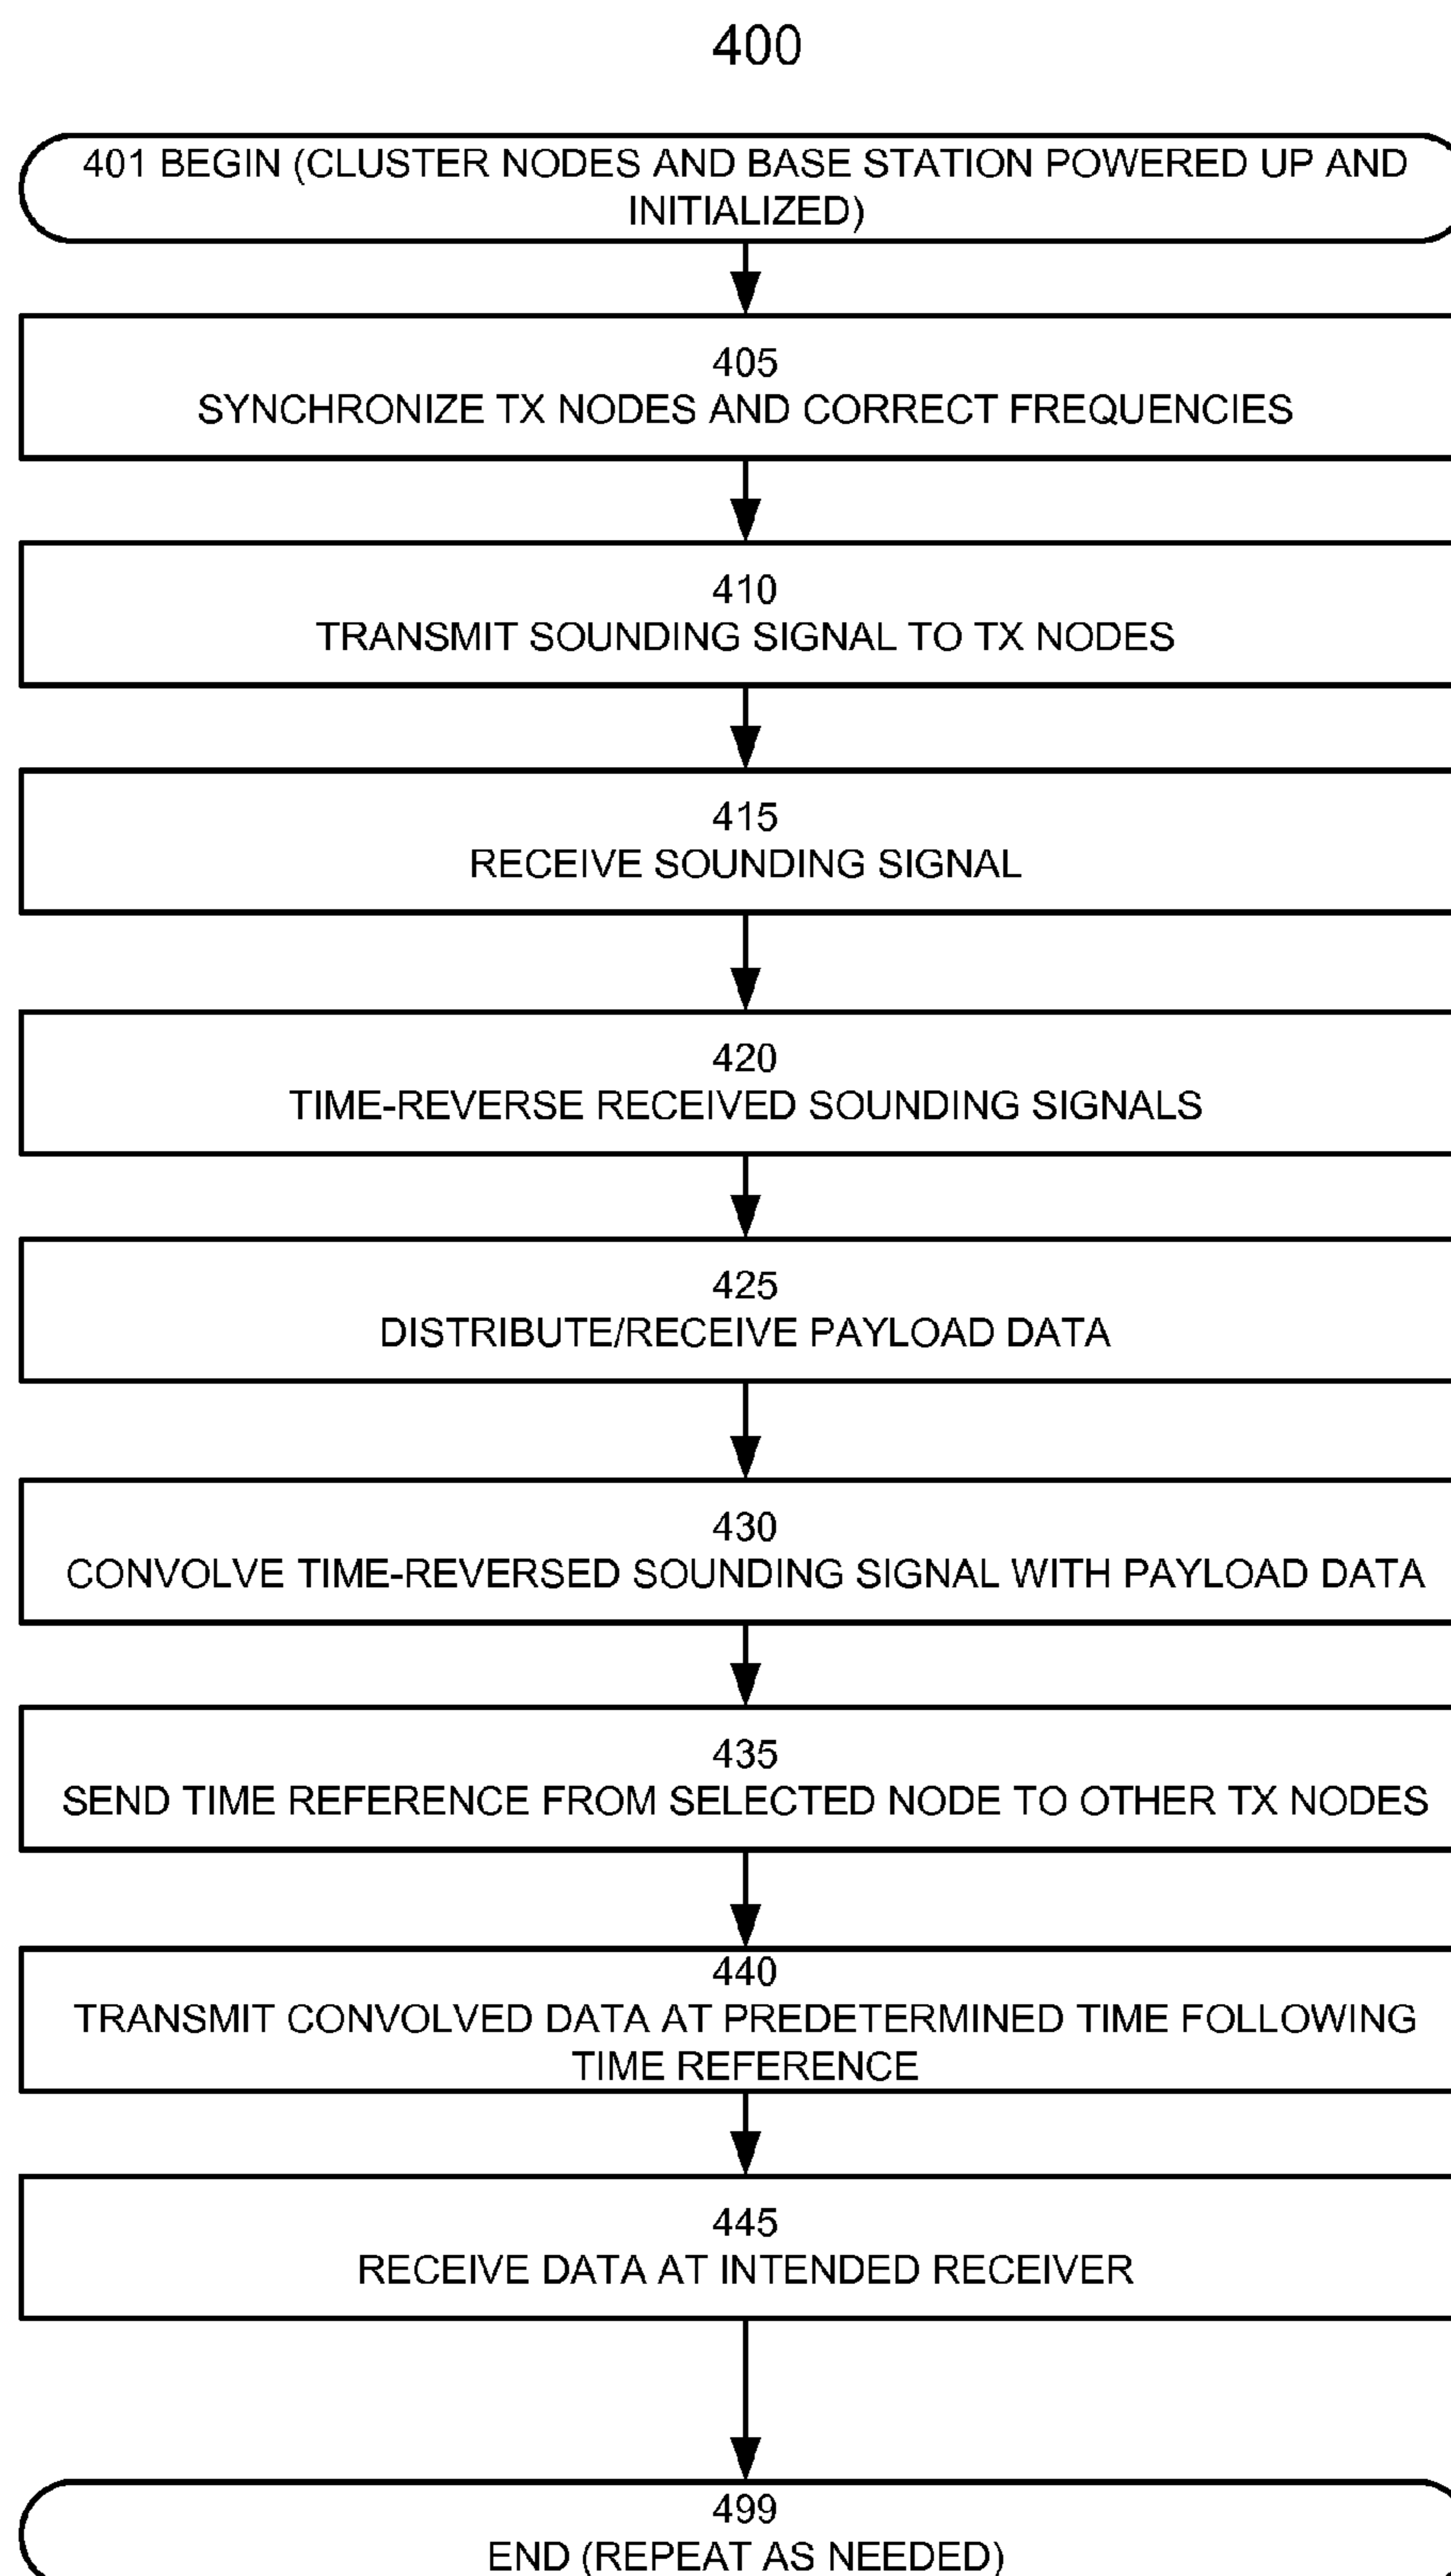 400
401 BEGIN (CLUSTER NODES AND BASE STATION POWERED UP AND
INITIALIZED)
405
SYNCHRONIZE TX NODES AND CORRECT FREQUENCIES
410
TRANSMIT SOUNDING SIGNAL TO TX NODES
415
RECEIVE SOUNDING SIGNAL
420
TIME-REVERSE RECEIVED SOUNDING SIGNALS
425
DISTRIBUTE/RECEIVE PAYLOAD DATA
430
CONVOLVE TIME-REVERSED SOUNDING SIGNAL WITH PAYLOAD DATA
435
SEND TIME REFERENCE FROM SELECTED NODE TO OTHER TX NODES
440
TRANSMIT CONVOLVED DATA AT PREDETERMINED TIME FOLLOWING
TIME REFERENCE
445
RECEIVE DATA AT INTENDED RECEIVER
499
END (REPEAT AS NEEDED)